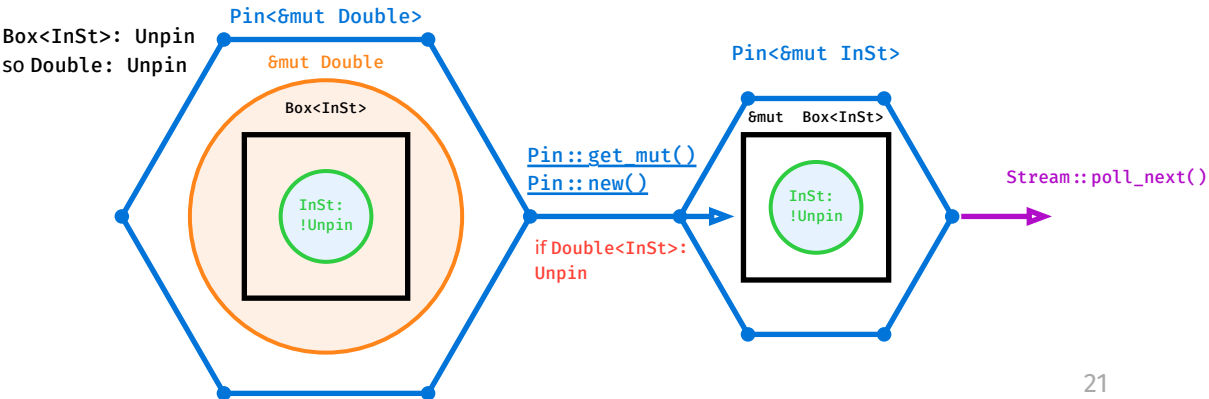 Box<InSt>: Unpin
so Double: Unpin
Pin<&mut Double>
&mut Double
Box<InSt>
InSt:
!Unpin
Pin::get_mut()
Pin::new()
if Double<InSt>:
Unpin
Pin<&mut InSt>
&mut Box<InSt>
InSt:
!Unpin
Stream::poll_next()
21